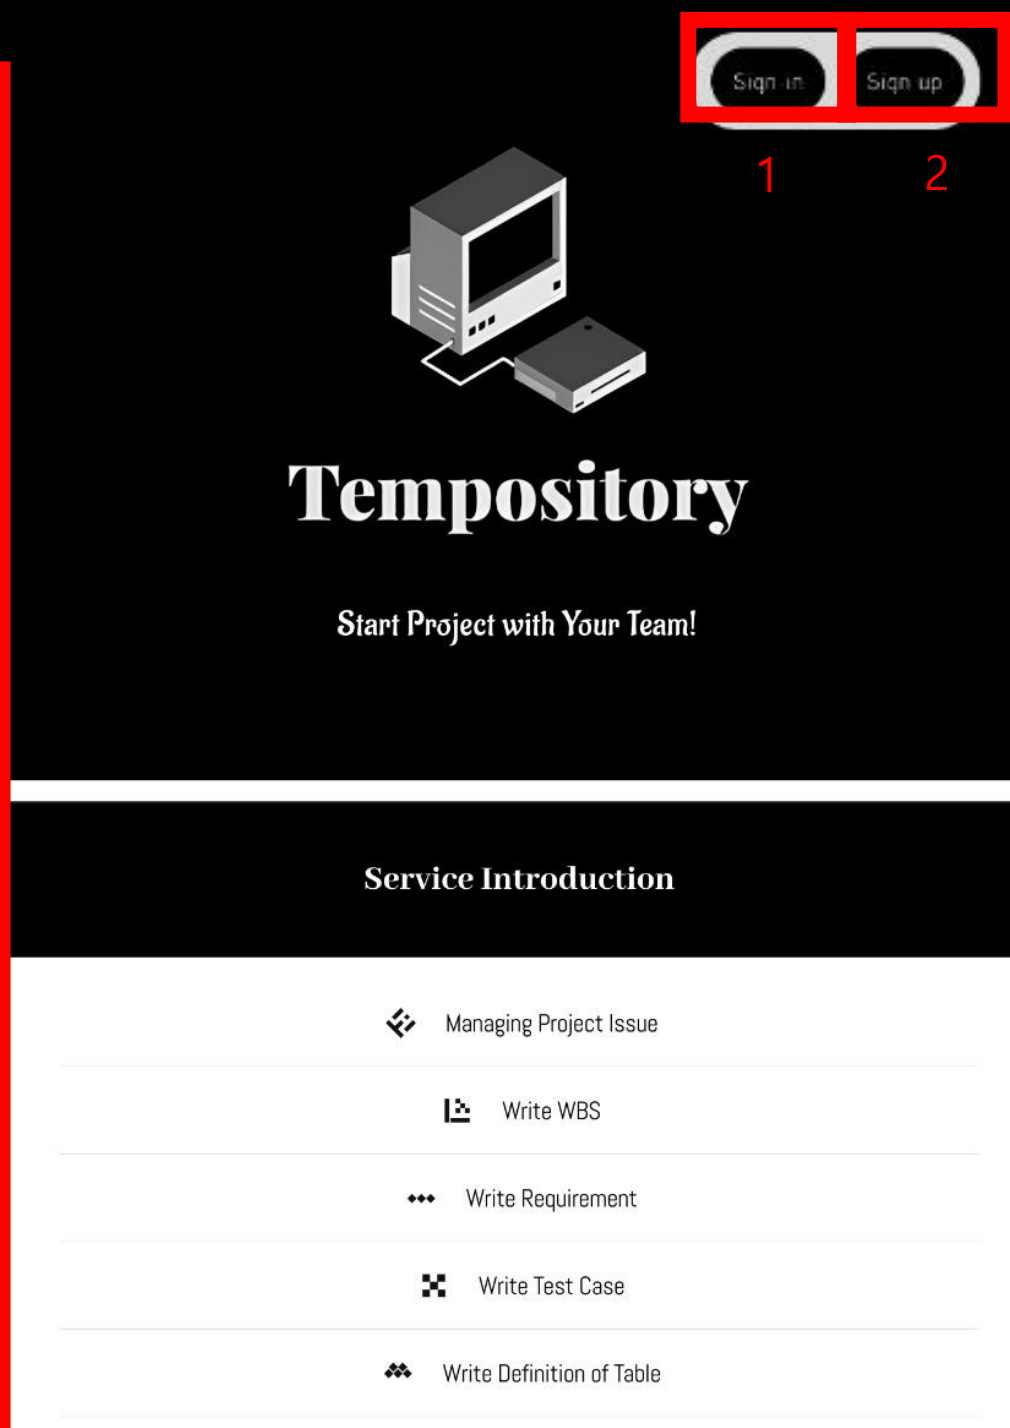 Sign in Sign up
1 2
Tempository
Start Project with Your Team!
Service Introduction
Managing Project Issue
Write WBS
Write Requirement
Write Test Case
Write Definition of Table